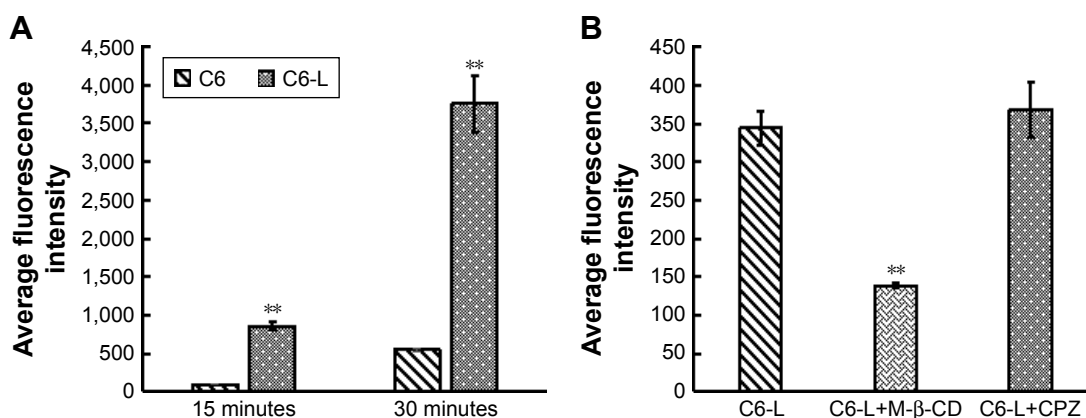 A
Average fluorescence
intensity
4,500
4,000
3,500
3,000
2,500
2,000
1,500
1,000
500
0
C6
C6-L
**
**
15 minutes
30 minutes
B
Average fluorescence
intensity
450
400
350
300
250
200
150
100
50
0
**
C6-L
C6-L+M-β-CD
C6-L+CPZ